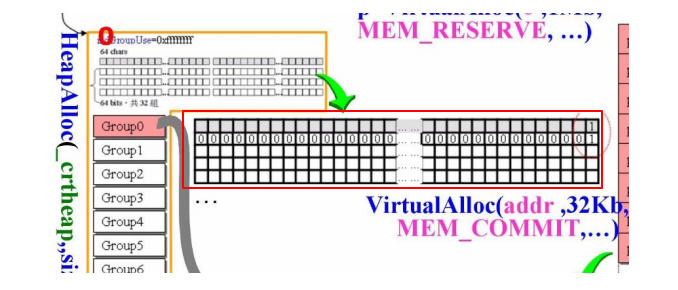 p=VirtualAlloc(0 ,1Mb,
MEM_RESERVE, …)
0
GroupUse=0xffffffff
64 chars
64 bits，共 32 組
HeapAlloc(_crtheap,,siz
Group0
Group1
Group2
Group3
Group4
Group5
Group6
1
0 0 0 0 0 0 0 0 0 0 0 0 0 0 0 0 0 … … 0 0 0 0 0 0 0 0 0 0 0 0 0 1
…
VirtualAlloc(addr ,32Kb,
MEM_COMMIT,…)